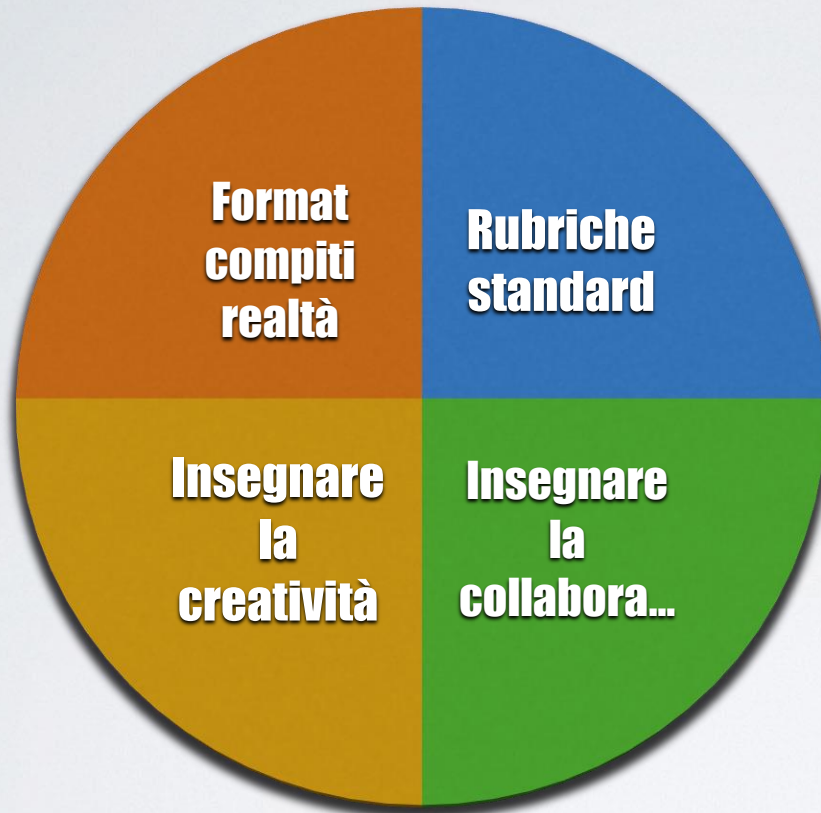 Format
compiti
realtà
Rubriche
standard
Insegnare
la
creatività
Insegnare
la
collabora...